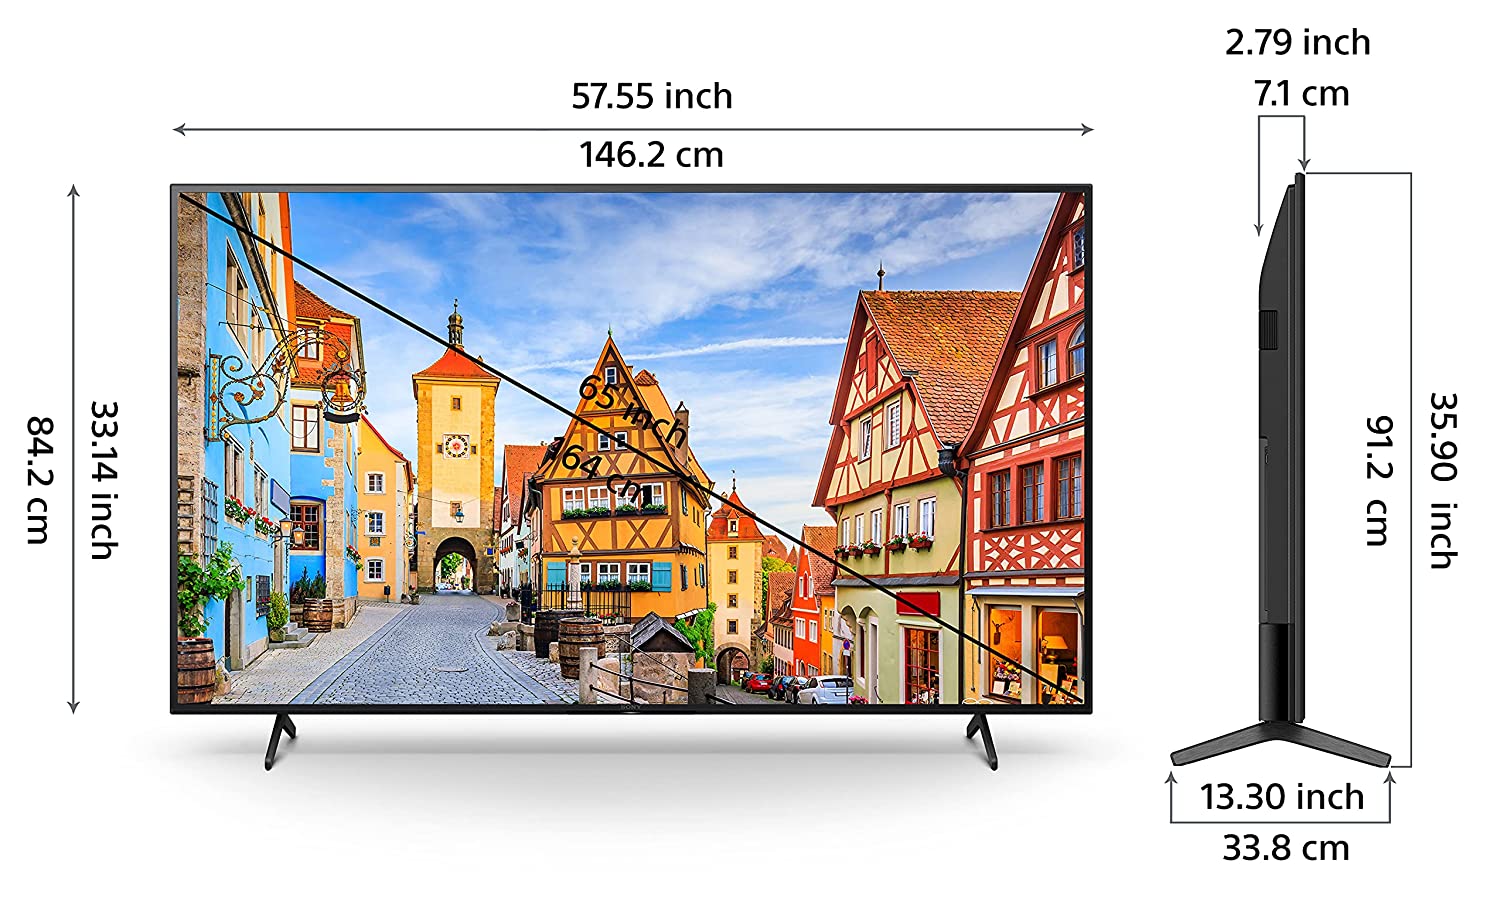 2.79 inch
7.1 cm
57.55 inch
146.2 cm
84.2 cm
33.14 inch
65 inch
164 cm
SONY
91.2 cm
35.90 inch
13.30 inch
33.8 cm